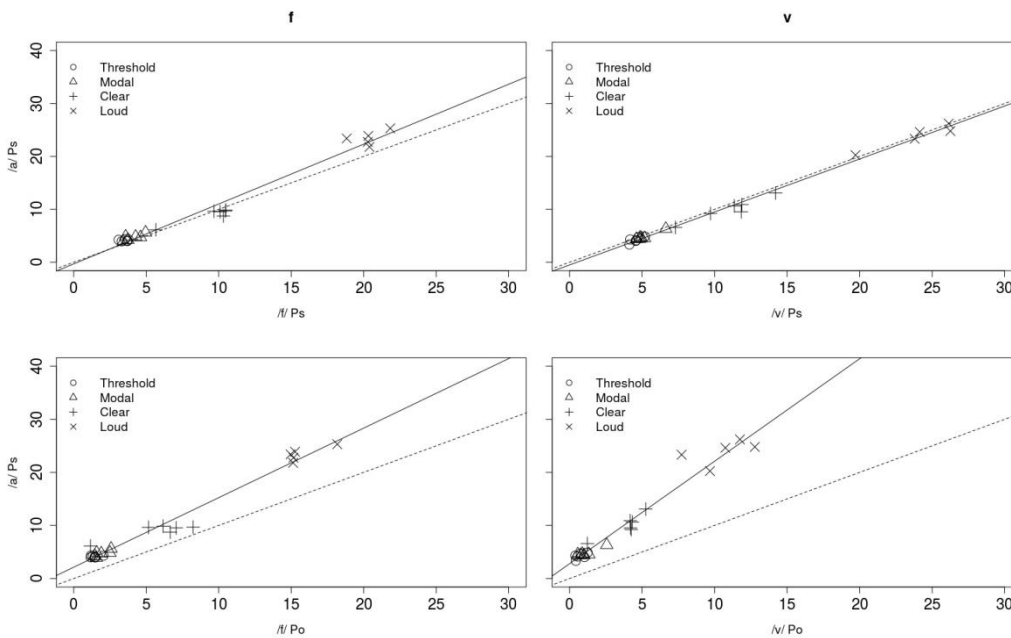 f
v
/a/ Ps
0 10 20 30 40
Threshold
Modal
Clear
Loud
0 5 10 15 20 25 30
/f/ Ps
Threshold
Modal
Clear
Loud
0 5 10 15 20 25 30
/v/ Ps
/a/ Ps
0 10 20 30 40
Threshold
Modal
Clear
Loud
0 5 10 15 20 25 30
/f/ Po
Threshold
Modal
Clear
Loud
0 5 10 15 20 25 30
/v/ Po